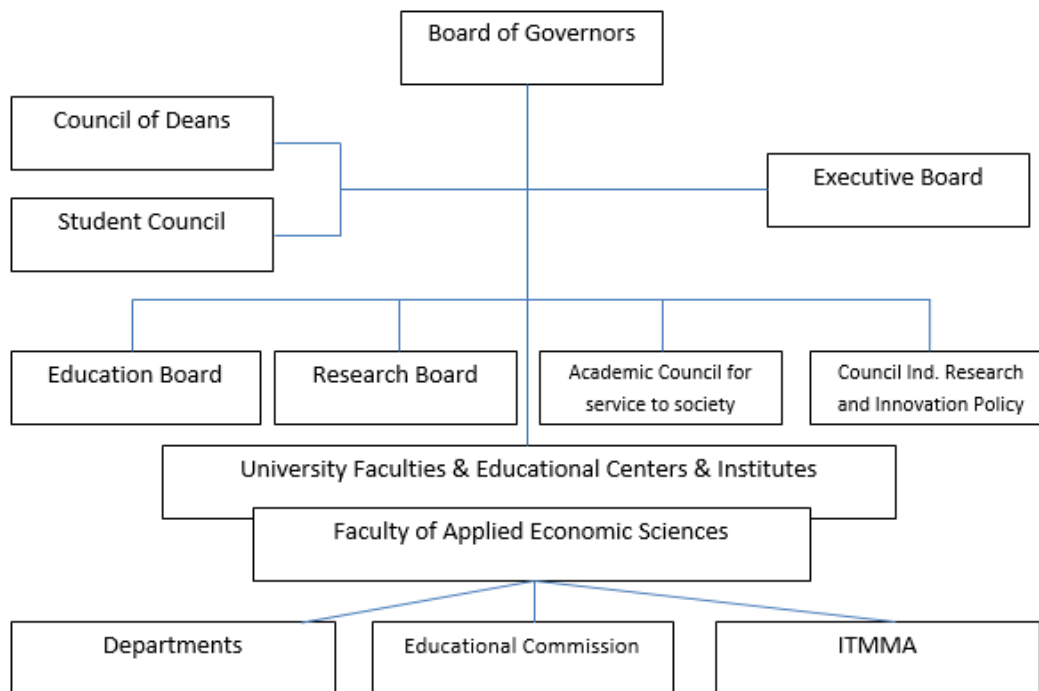 Board of Governors
Council of Deans
Executive Board
Student Council
Education Board
Research Board
Academic Council for
service to society
Council Ind. Research
and Innovation Policy
University Faculties & Educational Centers & Institutes
Faculty of Applied Economic Sciences
Departments
Educational Commission
ITMMA